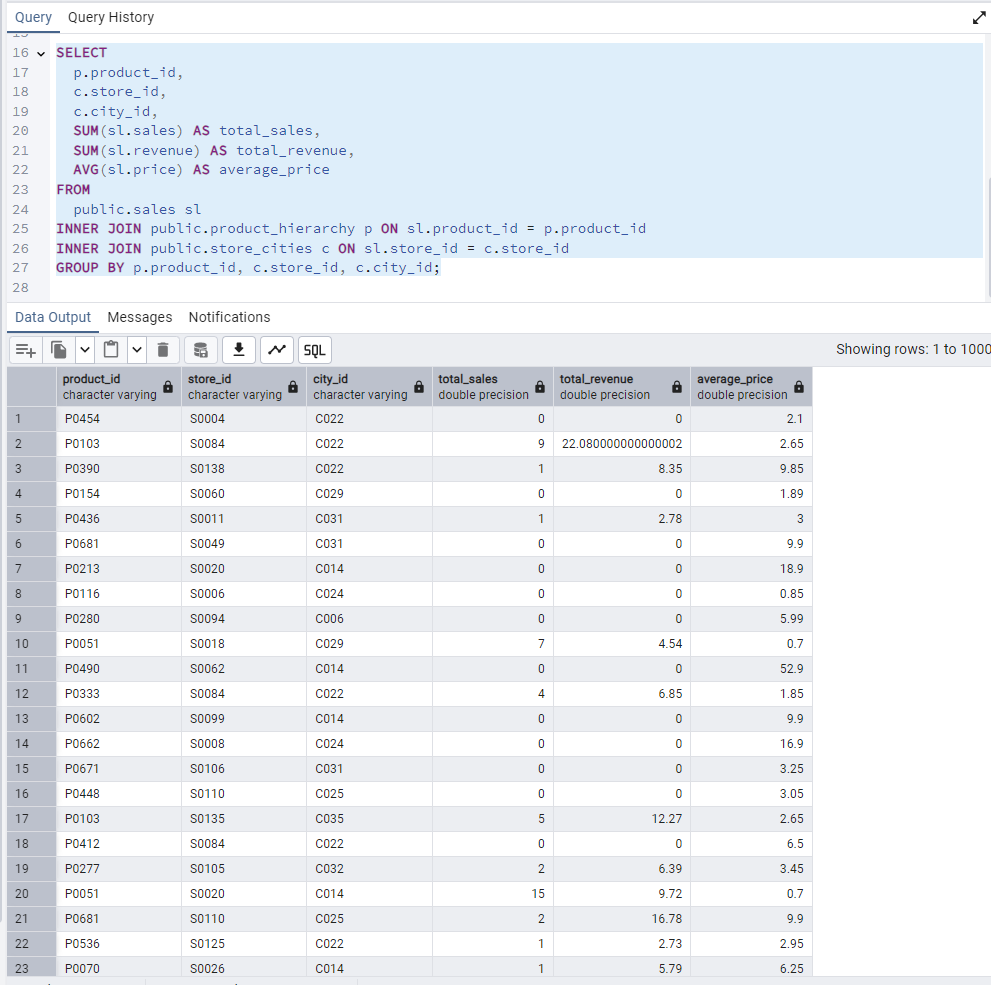 Query Query History
16 SELECT
17 p.product_id,
18 c.store_id,
19 c.city_id,
20 SUM(sl.sales) AS total_sales,
21 SUM(sl.revenue) AS total_revenue,
22 AVG(sl.price) AS average_price
23 FROM
24 public.sales sl
25 INNER JOIN public.product_hierarchy p ON sl.product_id = p.product_id
26 INNER JOIN public.store_cities c ON sl.store_id = c.store_id
27 GROUP BY p.product_id, c.store_id, c.city_id;
28
Data Output Messages Notifications
SQL Showing rows: 1 to 1000
product_id store_id city_id total_sales total_revenue average_price
character varying character varying character varying double precision double precision double precision
1 P0454 S0004 C022 0 0 2.1
2 P0103 S0084 C022 9 22.080000000000002 2.65
3 P0390 S0138 C022 1 8.35 9.85
4 P0154 S0060 C029 0 0 1.89
5 P0436 S0011 C031 1 2.78 3
6 P0681 S0049 C031 0 0 9.9
7 P0213 S0020 C014 0 0 18.9
8 P0116 S0006 C024 0 0 0.85
9 P0280 S0094 C006 0 0 5.99
10 P0051 S0018 C029 7 4.54 0.7
11 P0490 S0062 C014 0 0 52.9
12 P0333 S0084 C022 4 6.85 1.85
13 P0602 S0099 C014 0 0 9.9
14 P0662 S0008 C024 0 0 16.9
15 P0671 S0106 C031 0 0 3.25
16 P0448 S0110 C025 0 0 3.05
17 P0103 S0135 C035 5 12.27 2.65
18 P0412 S0084 C022 0 0 6.5
19 P0277 S0105 C032 2 6.39 3.45
20 P0051 S0020 C014 15 9.72 0.7
21 P0681 S0110 C025 2 16.78 9.9
22 P0536 S0125 C022 1 2.73 2.95
23 P0070 S0026 C014 1 5.79 6.25